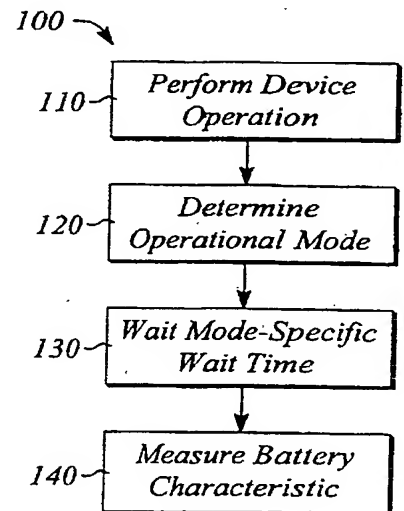 100
110
Perform Device
Operation
120
Determine
Operational Mode
130
Wait Mode-Specific
Wait Time
140
Measure Battery
Characteristic